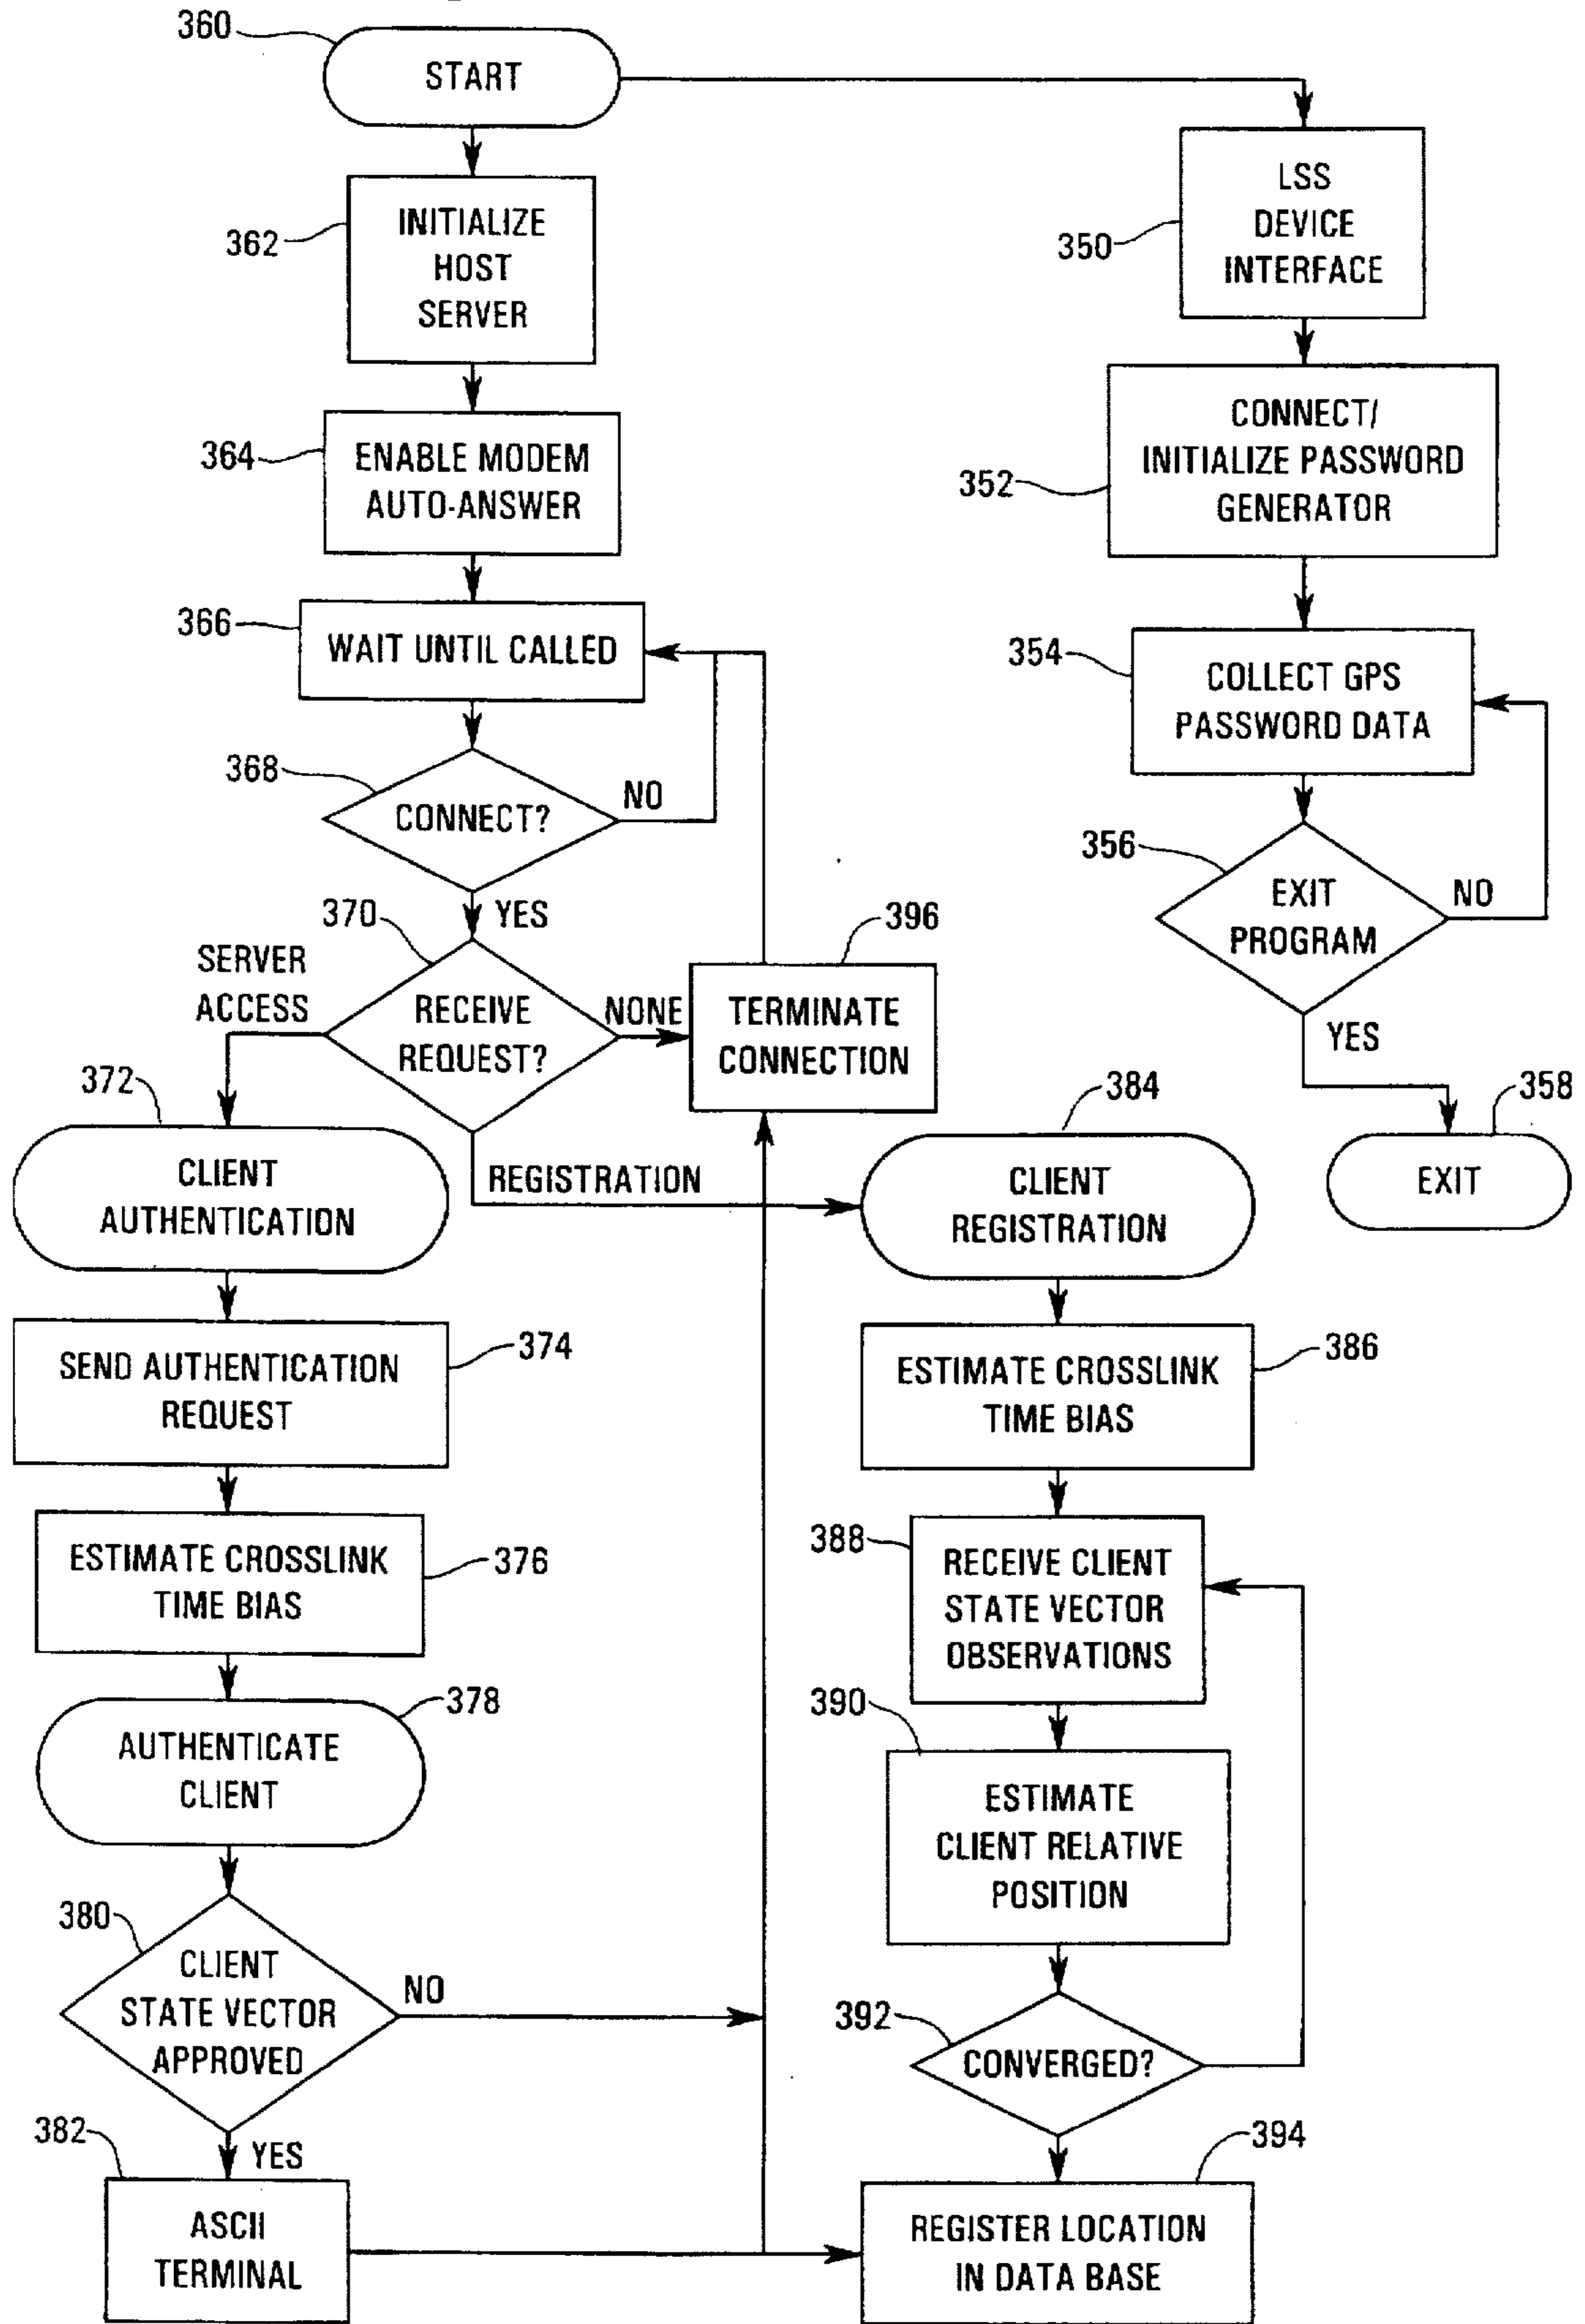 360
START
362
INITIALIZE
HOST
SERVER
364
ENABLE MODEM
AUTO-ANSWER
366
WAIT UNTIL CALLED
368
CONNECT?
NO
YES
370
RECEIVE
REQUEST?
SERVER
ACCESS
NONE
REGISTRATION
396
TERMINATE
CONNECTION
372
CLIENT
AUTHENTICATION
374
SEND AUTHENTICATION
REQUEST
376
ESTIMATE CROSSLINK
TIME BIAS
378
AUTHENTICATE
CLIENT
380
CLIENT
STATE VECTOR
APPROVED
NO
YES
382
ASCII
TERMINAL
350
LSS
DEVICE
INTERFACE
352
CONNECT/
INITIALIZE PASSWORD
GENERATOR
354
COLLECT GPS
PASSWORD DATA
356
EXIT
PROGRAM
NO
YES
358
EXIT
384
CLIENT
REGISTRATION
386
ESTIMATE CROSSLINK
TIME BIAS
388
RECEIVE CLIENT
STATE VECTOR
OBSERVATIONS
390
ESTIMATE
CLIENT RELATIVE
POSITION
392
CONVERGED?
394
REGISTER LOCATION
IN DATA BASE